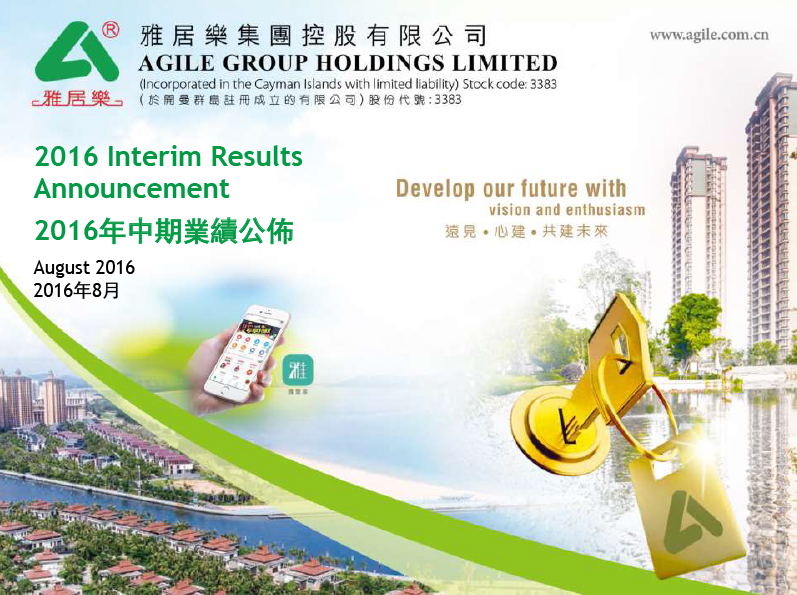 ®
雅居樂
雅居樂集團控股有限公司
AGILE GROUP HOLDINGS LIMITED
(Incorporated in the Cayman Islands with limited liability) Stock code: 3383
(於開曼群島註冊成立的有限公司)股份代號:3383
www.agile.com.cn
2016 Interim Results
Announcement
2016年中期業績公佈
August 2016
2016年8月
Develop our future with
vision and enthusiasm
遠見•心建•共建未來
雅